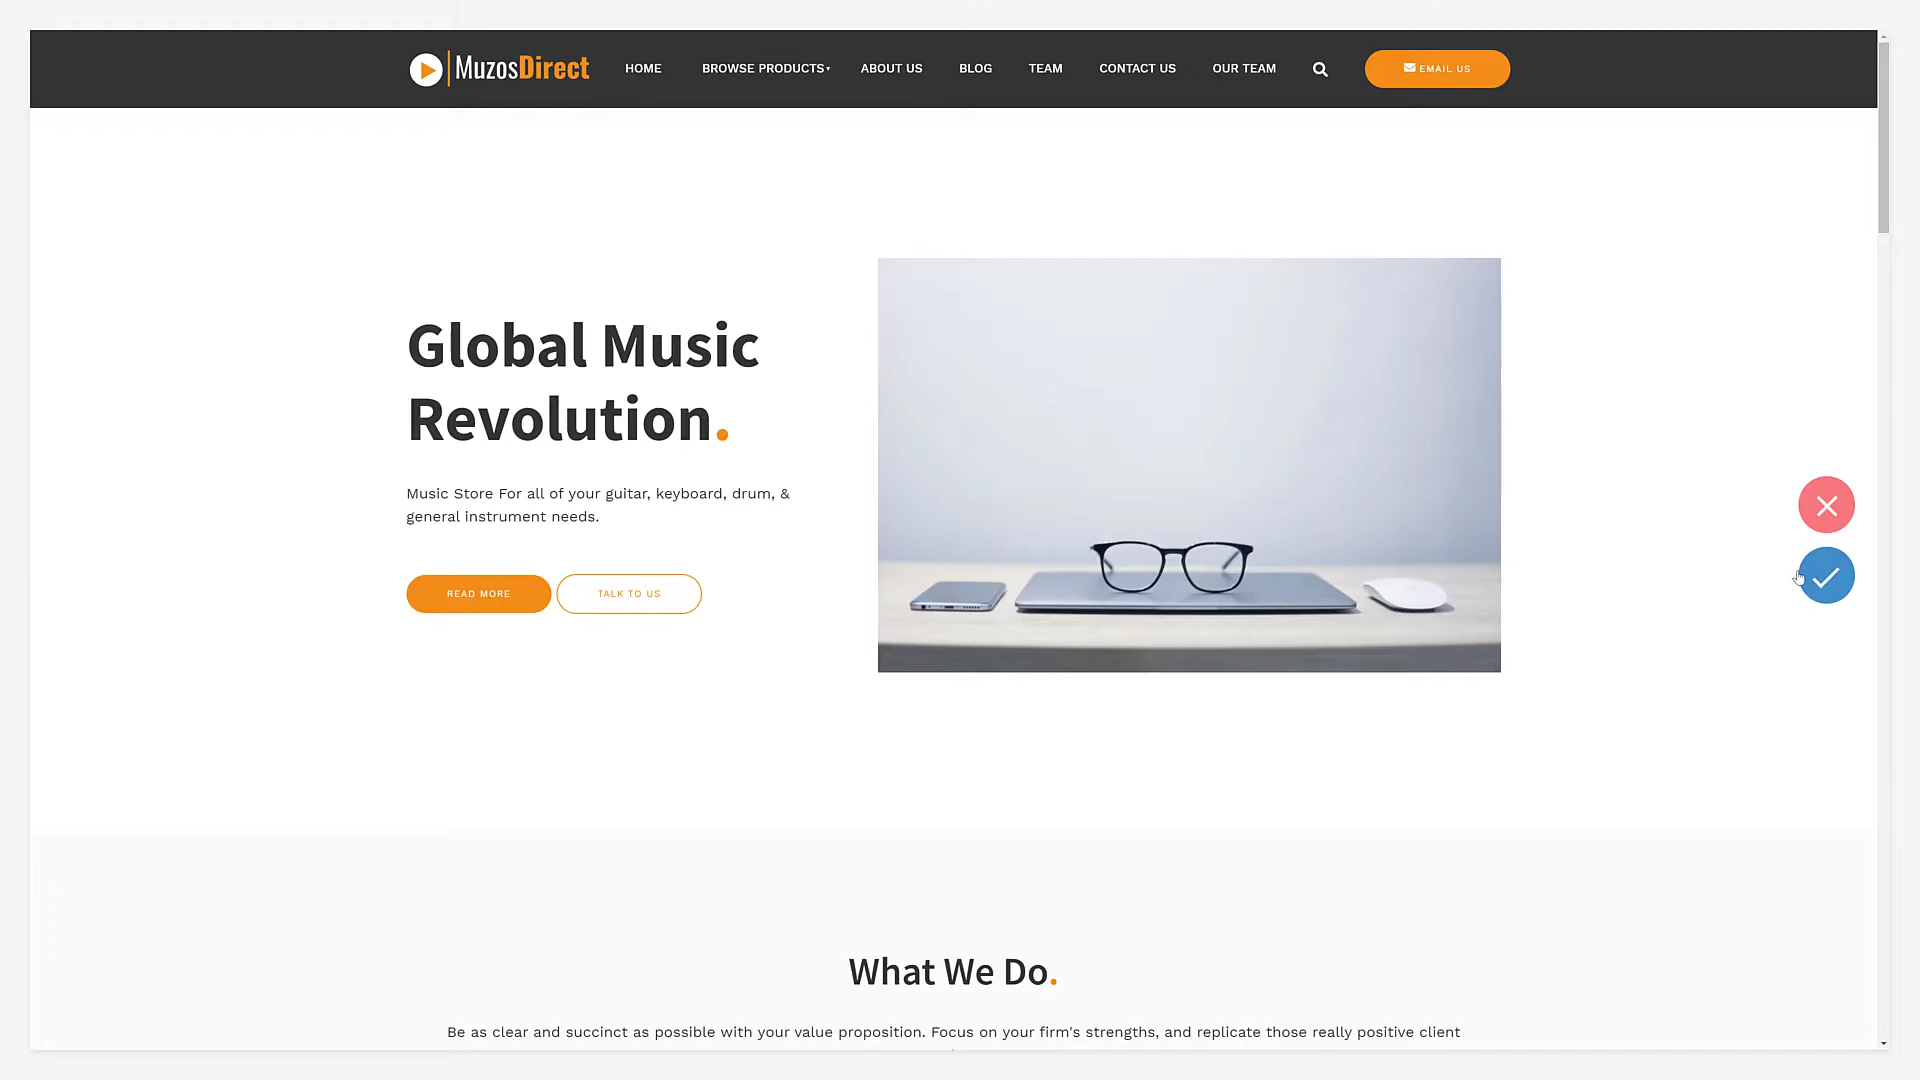 MuzosDirect
HOME
BROWSE PRODUCTS
ABOUT US
BLOG
TEAM
CONTACT US
OUR TEAM
EMAIL US
Global Music
Revolution.
Music Store For all of your guitar, keyboard, drum, &
general instrument needs.
READ MORE
TALK TO US
What We Do.
Be as clear and succinct as possible with your value proposition. Focus on your firm's strengths, and replicate those really positive client